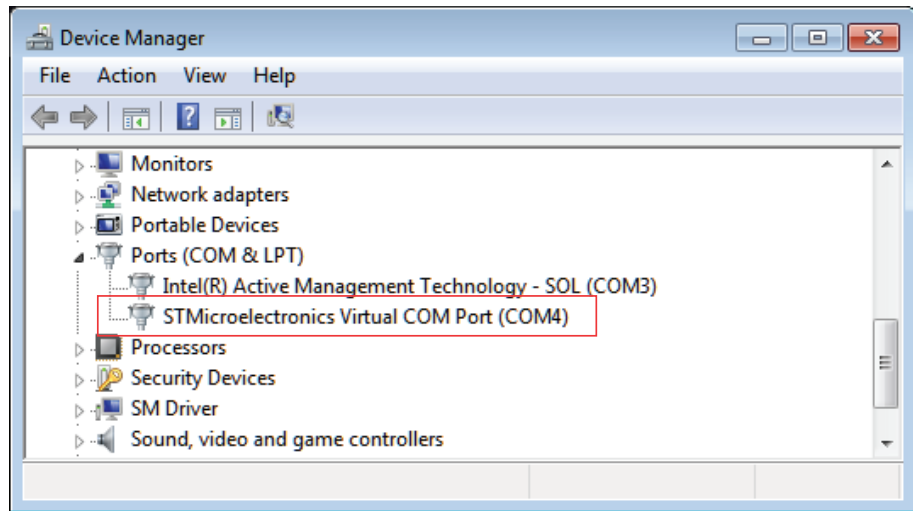 Device Manager
File Action View Help
Monitors
Network adapters
Portable Devices
Ports (COM & LPT)
Intel(R) Active Management Technology - SOL (COM3)
STMicroelectronics Virtual COM Port (COM4)
Processors
Security Devices
SM Driver
Sound, video and game controllers